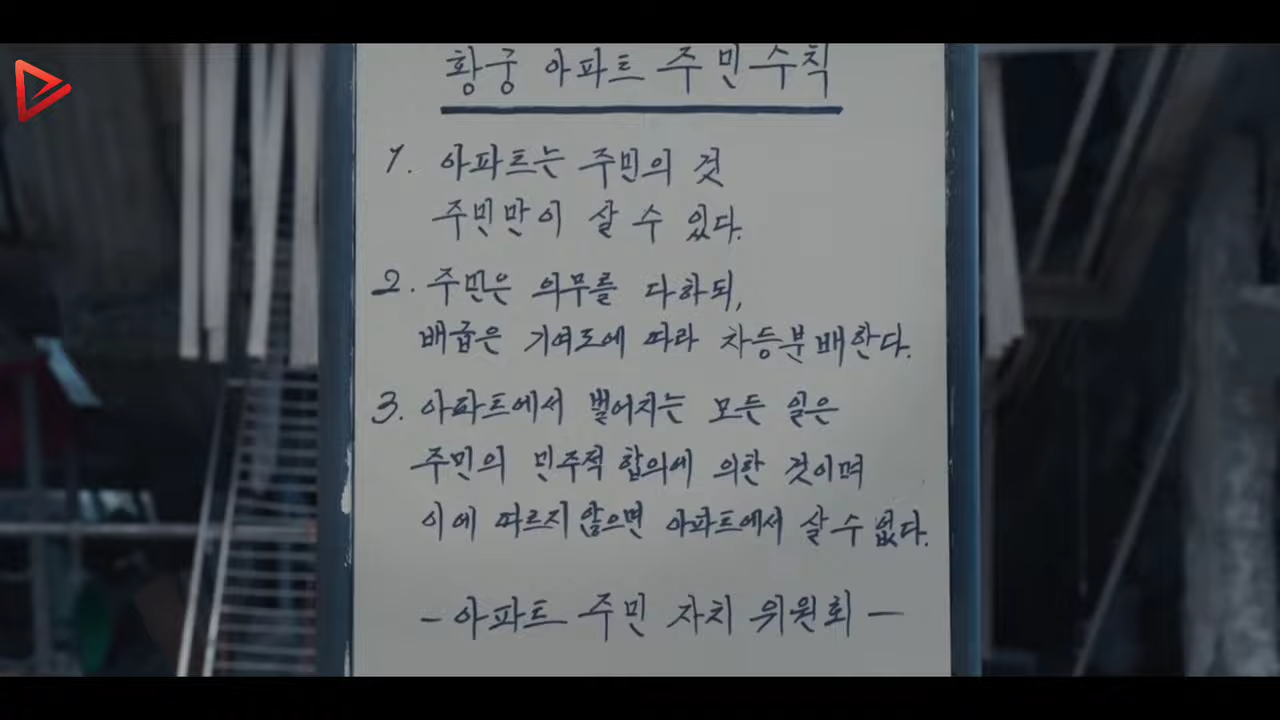 황궁 아파트 주민수칙
1. 아파트는 주민의 것
주민만이 살 수 있다.
2. 주민은 의무를 다하되,
배급은 기여도에 따라 차등분배한다.
3. 아파트에서 벌어지는 모든 일은
주민의 민주적 합의에 의한 것이며
이에 따르지 않으면 아파트에서 살 수 없다.
- 아파트 주민 자치 위원회 -